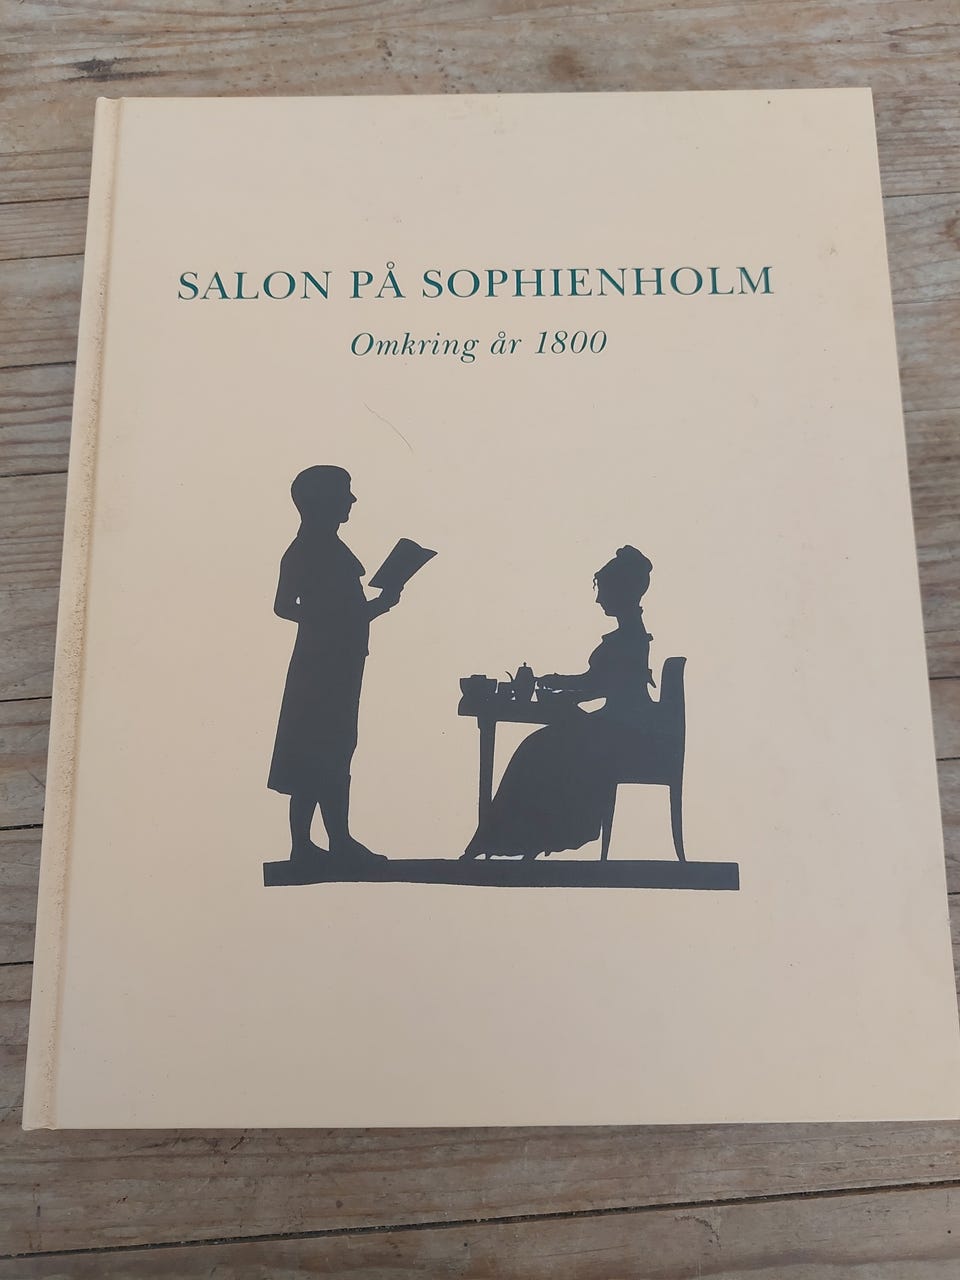 SALON PÅ SOPHIENHOLM
Omkring år 1800